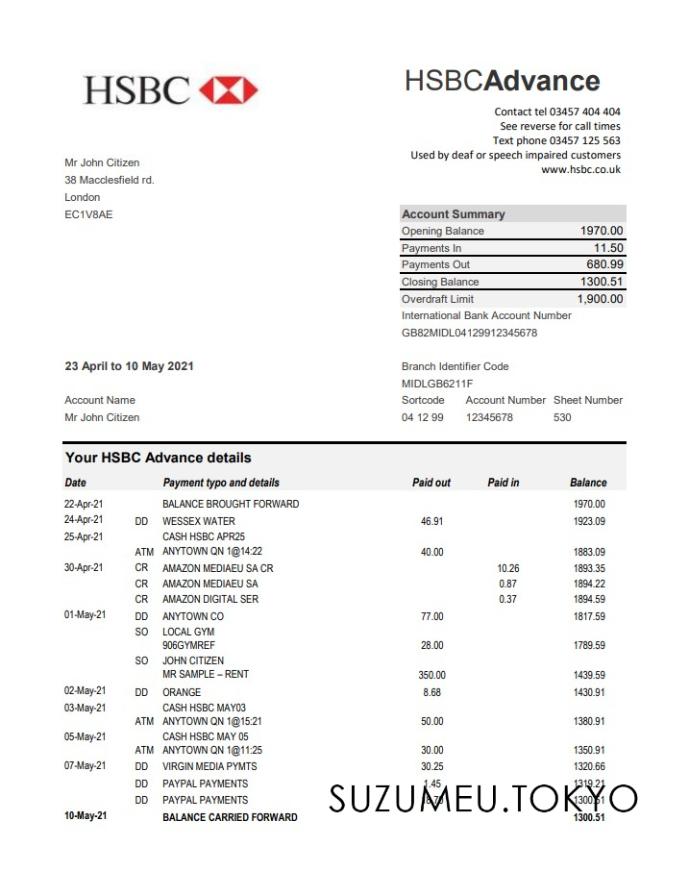 HSBC
HSBCAdvance
Contact tel 03457 404 404
See reverse for call times
Text phone 03457 125 563
Used by deaf or speech impaired customers
www.hsbc.co.uk
Mr John Citizen
38 Macclesfield rd.
London
EC1V8AE
Account Summary
Opening Balance 1970.00
Payments In 11.50
Payments Out 680.99
Closing Balance 1300.51
Overdraft Limit 1,900.00
International Bank Account Number
GB82MIDL04129912345678
23 April to 10 May 2021
Branch Identifier Code
MIDLGB6211F
Account Name
Mr John Citizen
Sortcode Account Number Sheet Number
04 12 99 12345678 530
Your HSBC Advance details
Date Payment typo and details Paid out Paid in Balance
22-Apr-21 BALANCE BROUGHT FORWARD 1970.00
24-Apr-21 DD WESSEX WATER 46.91 1923.09
25-Apr-21 CASH HSBC APR25
ATM ANYTOWN QN 1@14:22 40.00 1883.09
30-Apr-21 CR AMAZON MEDIAEU SA CR 10.26 1893.35
CR AMAZON MEDIAEU SA 0.87 1894.22
CR AMAZON DIGITAL SER 0.37 1894.59
01-May-21 DD ANYTOWN CO 77.00 1817.59
SO LOCAL GYM
906GYMREF 28.00 1789.59
SO JOHN CITIZEN
MR SAMPLE – RENT 350.00 1439.59
02-May-21 DD ORANGE 8.68 1430.91
03-May-21 CASH HSBC MAY03
ATM ANYTOWN QN 1@15:21 50.00 1380.91
05-May-21 CASH HSBC MAY 05
ATM ANYTOWN QN 1@11:25 30.00 1350.91
07-May-21 DD VIRGIN MEDIA PYMTS 30.25 1320.66
DD PAYPAL PAYMENTS 1.45 1319.21
DD PAYPAL PAYMENTS 1300.51
SUZUMEU.TOKYO
10-May-21 BALANCE CARRIED FORWARD 1300.51